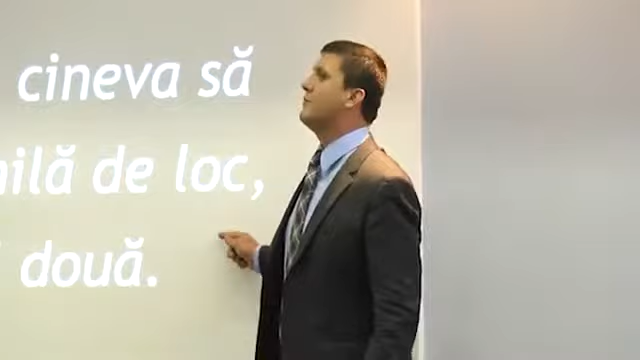 cineva să
de loc,
două.